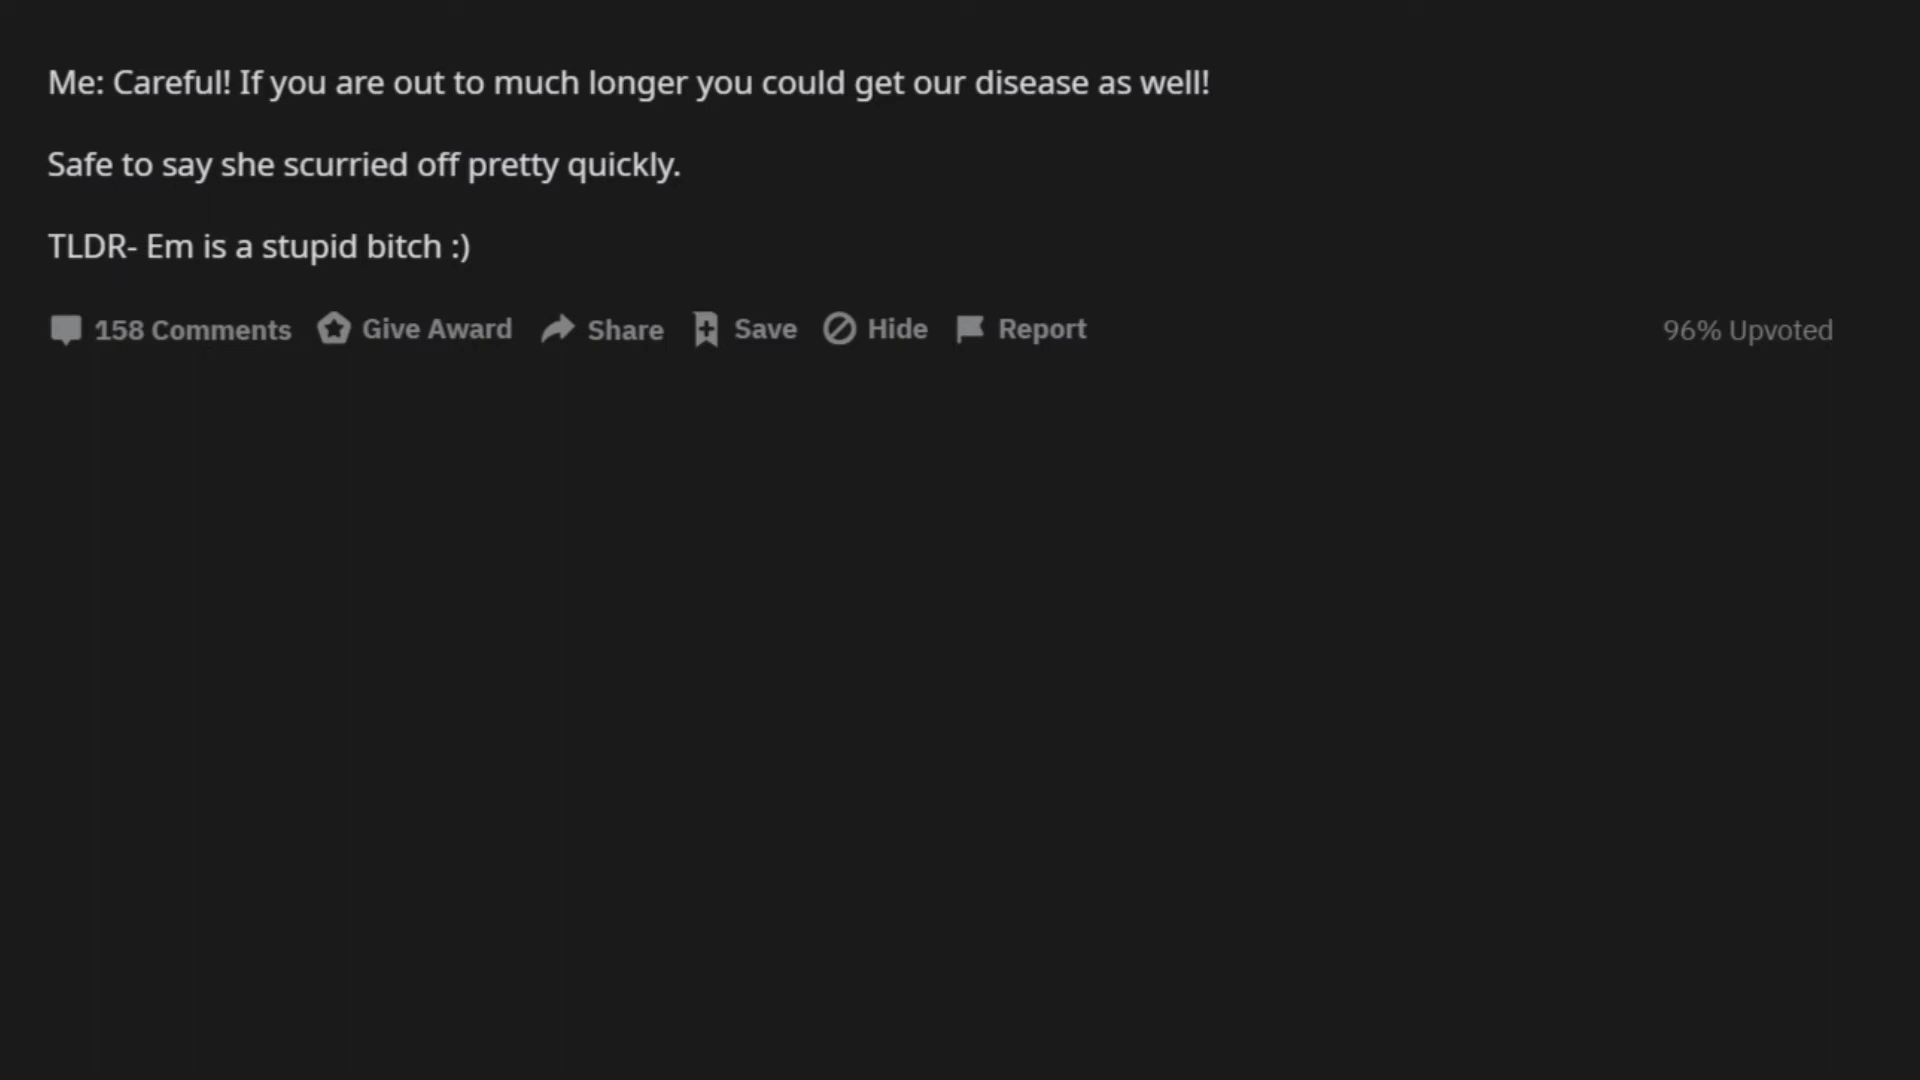 Me: Careful! If you are out to much longer you could get our disease as well!
Safe to say she scurried off pretty quickly.
TLDR- Em is a stupid bitch :)
158 Comments Give Award Share Save Hide Report 96% Upvoted